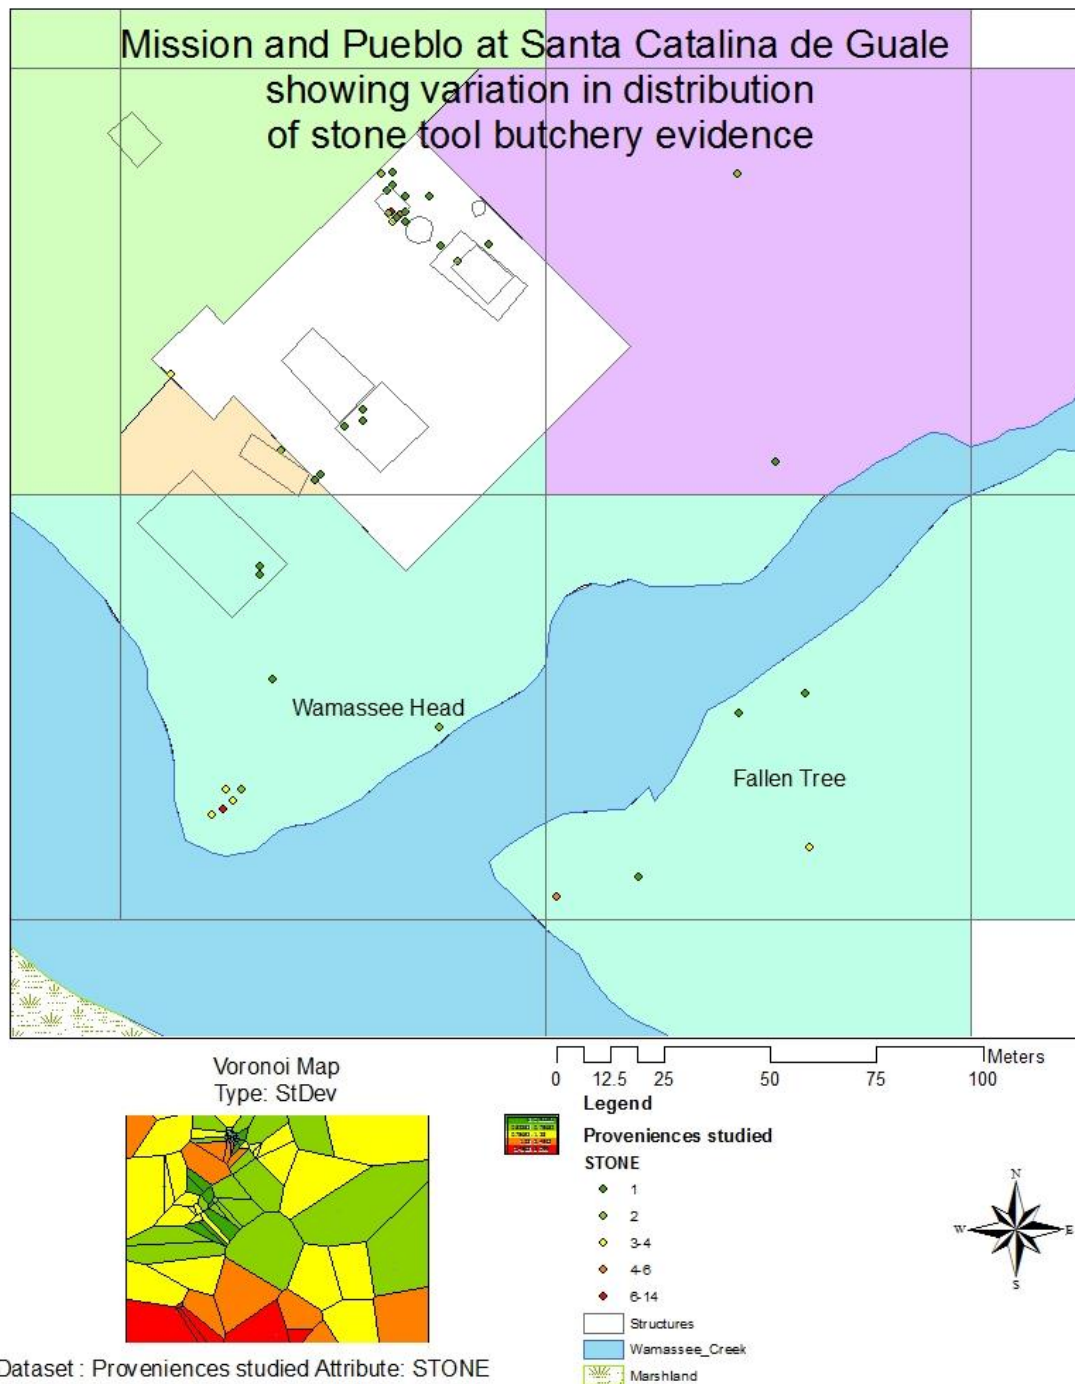 Mission and Pueblo at Santa Catalina de Guale
showing variation in distribution
of stone tool butchery evidence
Wamassee Head
Fallen Tree
Voronoi Map
Type: StDev
Dataset : Proveniences studied Attribute: STONE
Meters
0 12.5 25 50 75 100
Legend
Proveniences studied
STONE
1
2
3-4
4-6
6-14
Structures
Wamassee_Creek
Marshland
N
W E
S